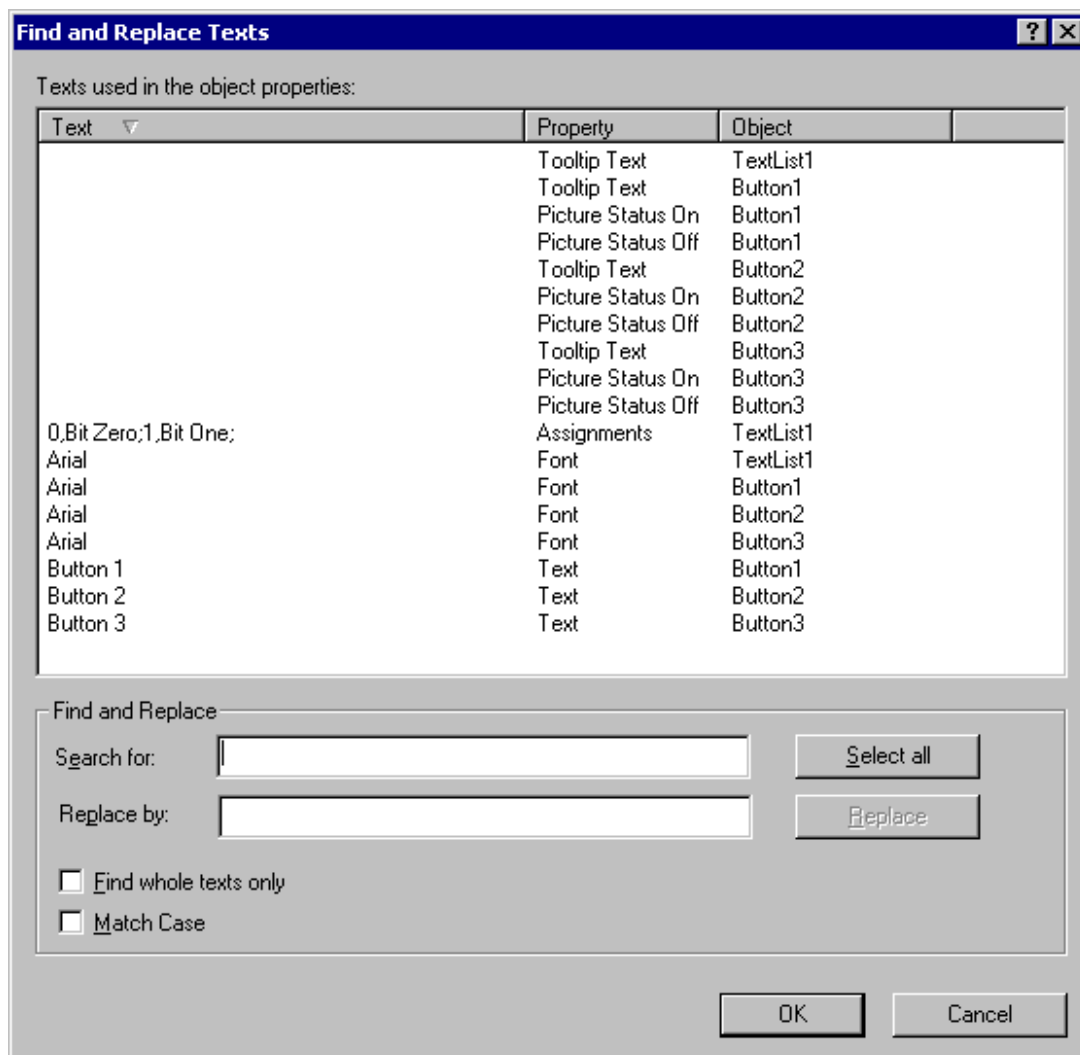 Find and Replace Texts
Texts used in the object properties:
Text Property Object
Tooltip Text TextList1
Tooltip Text Button1
Picture Status On Button1
Picture Status Off Button1
Tooltip Text Button2
Picture Status On Button2
Picture Status Off Button2
Tooltip Text Button3
Picture Status On Button3
Picture Status Off Button3
0,Bit Zero;1,Bit One; Assignments TextList1
Arial Font TextList1
Arial Font Button1
Arial Font Button2
Arial Font Button3
Button 1 Text Button1
Button 2 Text Button2
Button 3 Text Button3
Find and Replace
Search for: Select all
Replace by: Replace
Find whole texts only
Match Case
OK Cancel